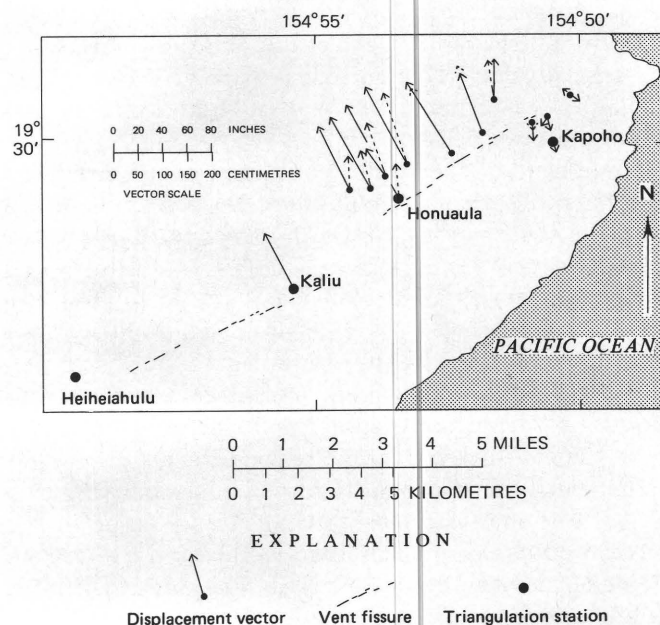 154°55'
154°50'
19°
30'
0 20 40 60 80 INCHES
0 50 100 150 200 CENTIMETRES
VECTOR SCALE
Kapoho
Honuaula
N
Kaliu
PACIFIC OCEAN
Heiheiahulu
0 1 2 3 4 5 MILES
0 1 2 3 4 5 KILOMETRES
EXPLANATION
Displacement vector Vent fissure Triangulation station